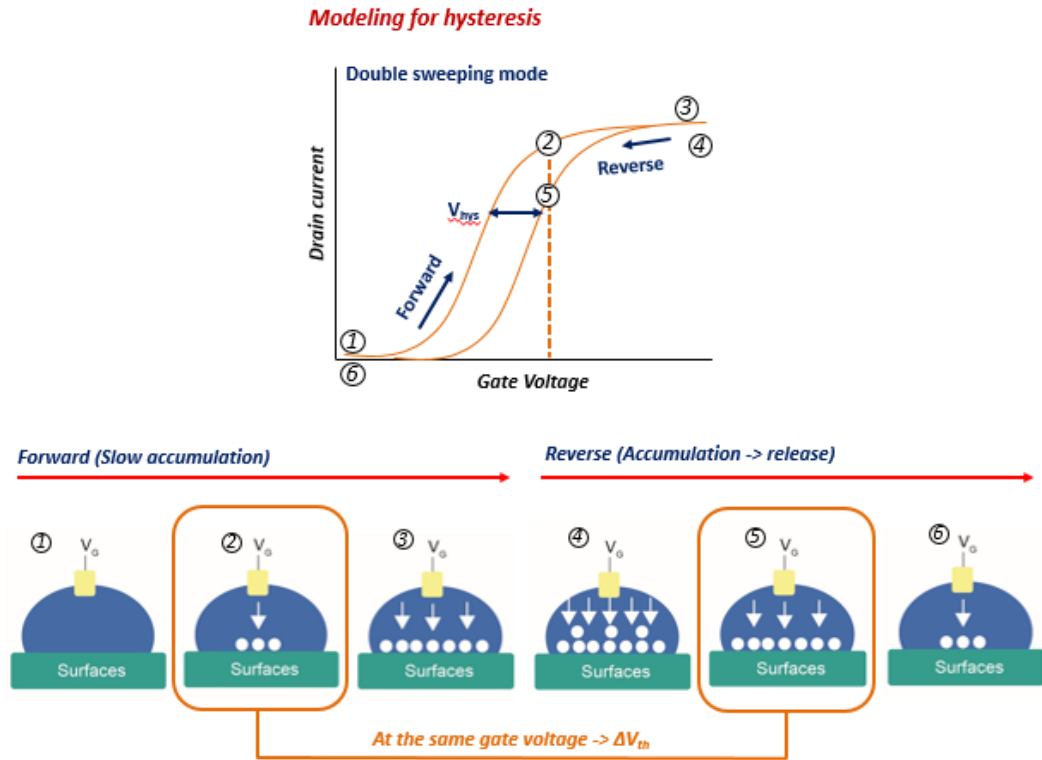 Modeling for hysteresis
Double sweeping mode
③
②
④
Reverse
⑤
Vhys
Drain current
Forward
①
⑥
Gate Voltage
Forward (Slow accumulation)
Reverse (Accumulation -> release)
① VG
② VG
③ VG
④ VG
⑤ VG
⑥ VG
Surfaces
Surfaces
Surfaces
Surfaces
Surfaces
Surfaces
At the same gate voltage -> ΔVth